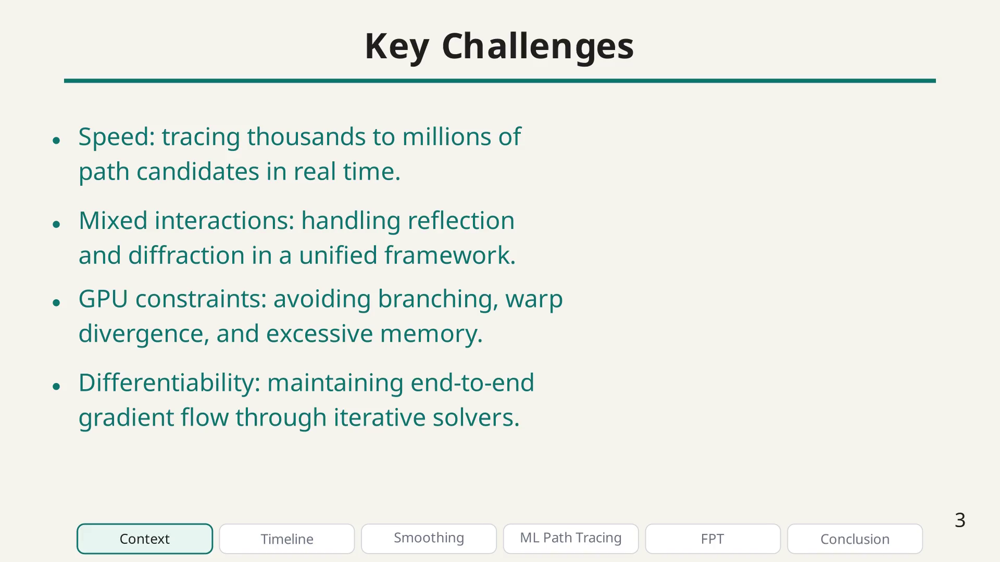 Key Challenges
• Speed: tracing thousands to millions of
path candidates in real time.
• Mixed interactions: handling reflection
and diffraction in a unified framework.
• GPU constraints: avoiding branching, warp
divergence, and excessive memory.
• Differentiability: maintaining end-to-end
gradient flow through iterative solvers.
3
Context
Timeline
Smoothing
ML Path Tracing
FPT
Conclusion